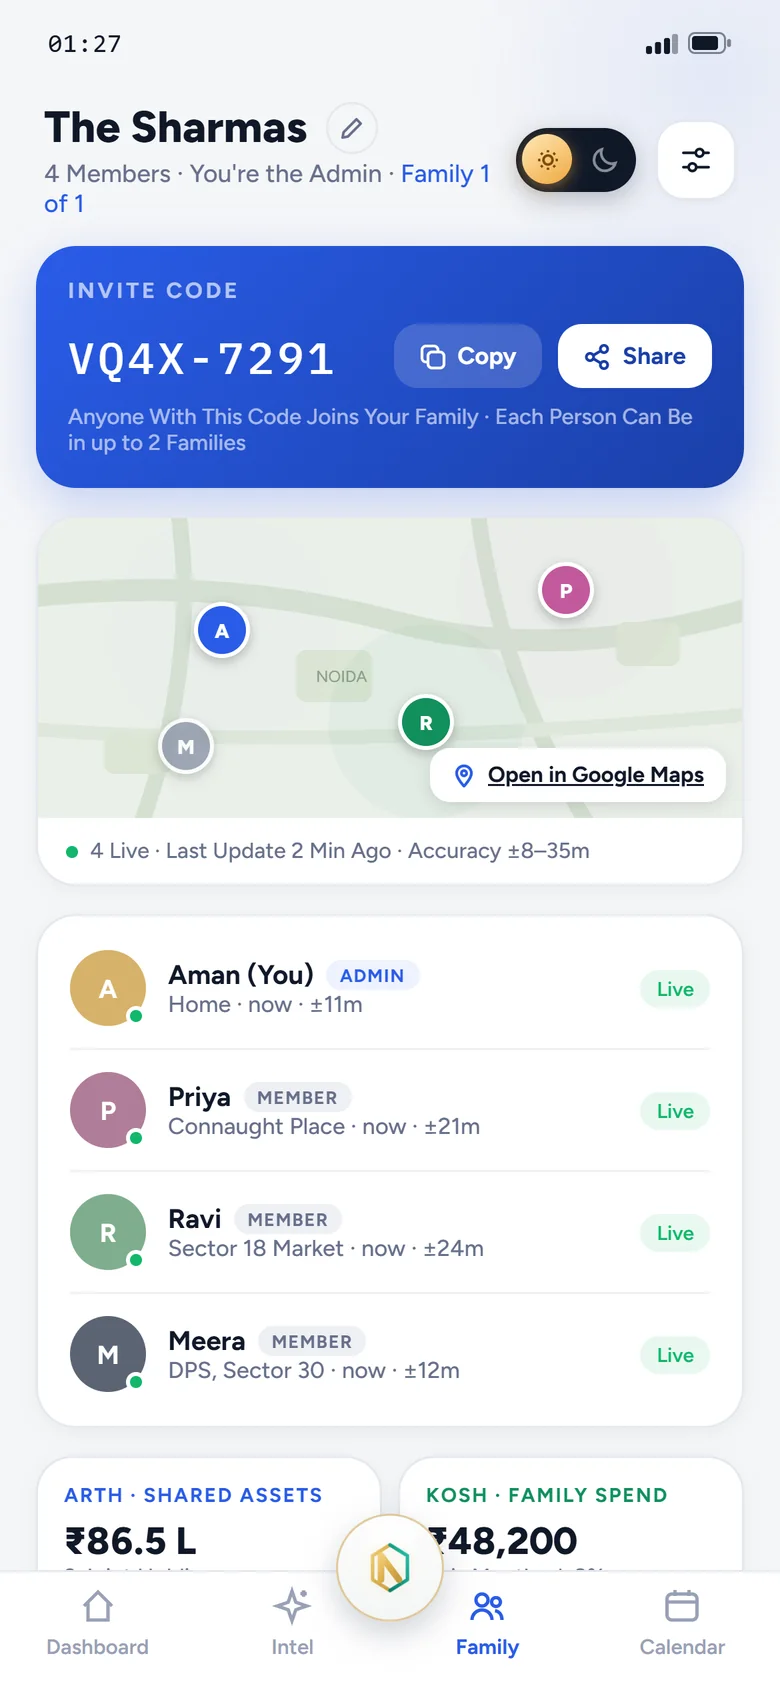 01:27
The Sharmas
4 Members · You're the Admin · Family 1
of 1
INVITE CODE
VQ4X-7291
Copy
Share
Anyone With This Code Joins Your Family · Each Person Can Be
in up to 2 Families
P
A
NOIDA
R
M
Open in Google Maps
4 Live · Last Update 2 Min Ago · Accuracy ±8–35m
A
Aman (You) ADMIN
Home · now · ±11m
Live
P
Priya MEMBER
Connaught Place · now · ±21m
Live
R
Ravi MEMBER
Sector 18 Market · now · ±24m
Live
M
Meera MEMBER
DPS, Sector 30 · now · ±12m
Live
ARTH · SHARED ASSETS
₹86.5 L
KOSH · FAMILY SPEND
₹48,200
Dashboard
Intel
Family
Calendar